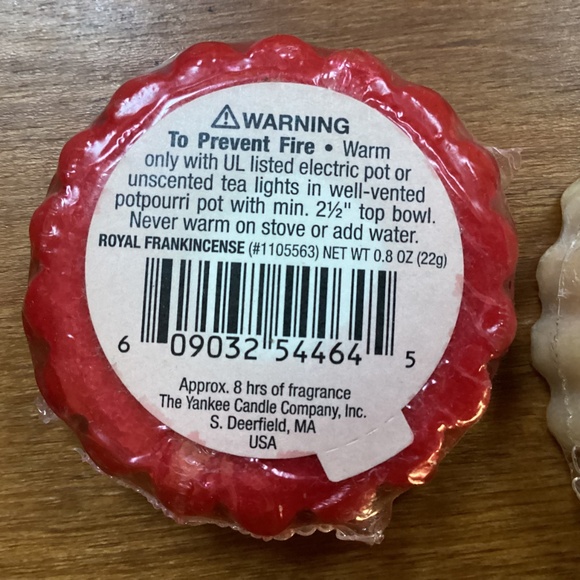 ⚠WARNING
To Prevent Fire • Warm
only with UL listed electric pot or
unscented tea lights in well-vented
potpourri pot with min. 2½" top bowl.
Never warm on stove or add water.
ROYAL FRANKINCENSE (#1105563) NET WT 0.8 OZ (22g)
6 09032 54464 5
Approx. 8 hrs of fragrance
The Yankee Candle Company, Inc.
S. Deerfield, MA
USA